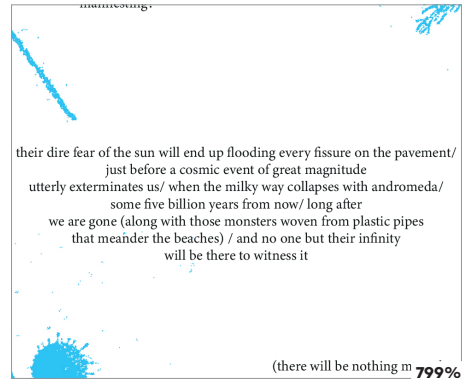 manifesting?
their dire fear of the sun will end up flooding every fissure on the pavement/
just before a cosmic event of great magnitude
utterly exterminates us/ when the milky way collapses with andromeda/
some five billion years from now/ long after
we are gone (along with those monsters woven from plastic pipes
that meander the beaches) / and no one but their infinity
will be there to witness it
(there will be nothing
799%